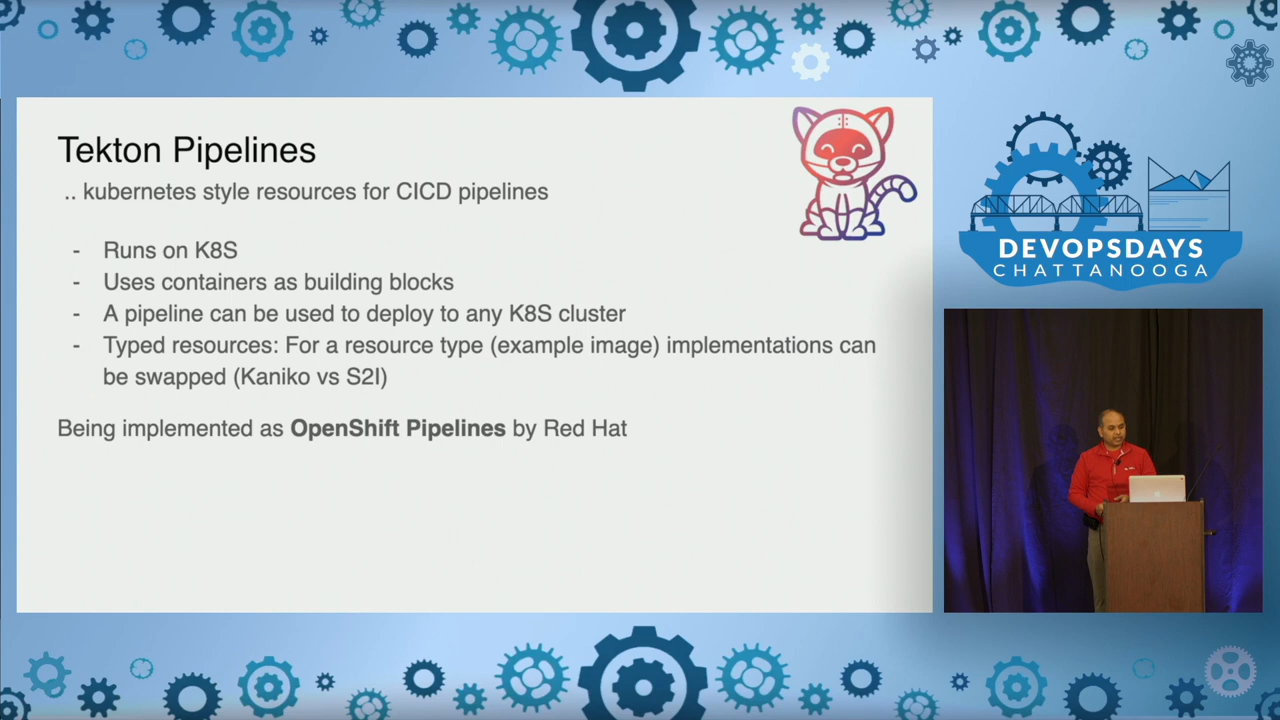 Tekton Pipelines
.. kubernetes style resources for CICD pipelines
- Runs on K8S
- Uses containers as building blocks
- A pipeline can be used to deploy to any K8S cluster
- Typed resources: For a resource type (example image) implementations can
be swapped (Kaniko vs S2I)
Being implemented as OpenShift Pipelines by Red Hat
DEVOPSDAYS
CHATTANOOGA